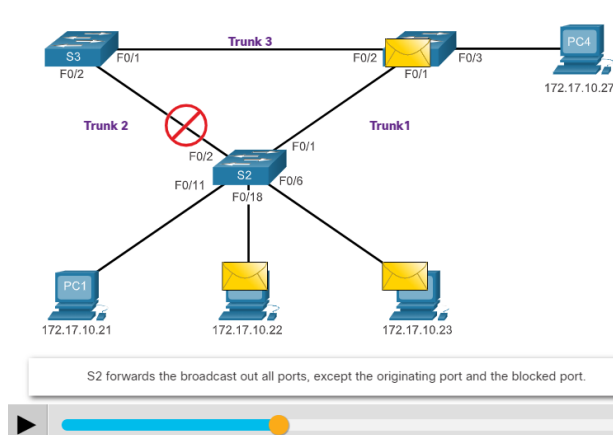 Trunk 3
S3
F0/1
F0/2
F0/3
PC4
F0/2
F0/1
172.17.10.27
Trunk 2
Trunk1
F0/1
F0/2
S2
F0/11
F0/6
F0/18
PC1
172.17.10.21
172.17.10.22
172.17.10.23
S2 forwards the broadcast out all ports, except the originating port and the blocked port.